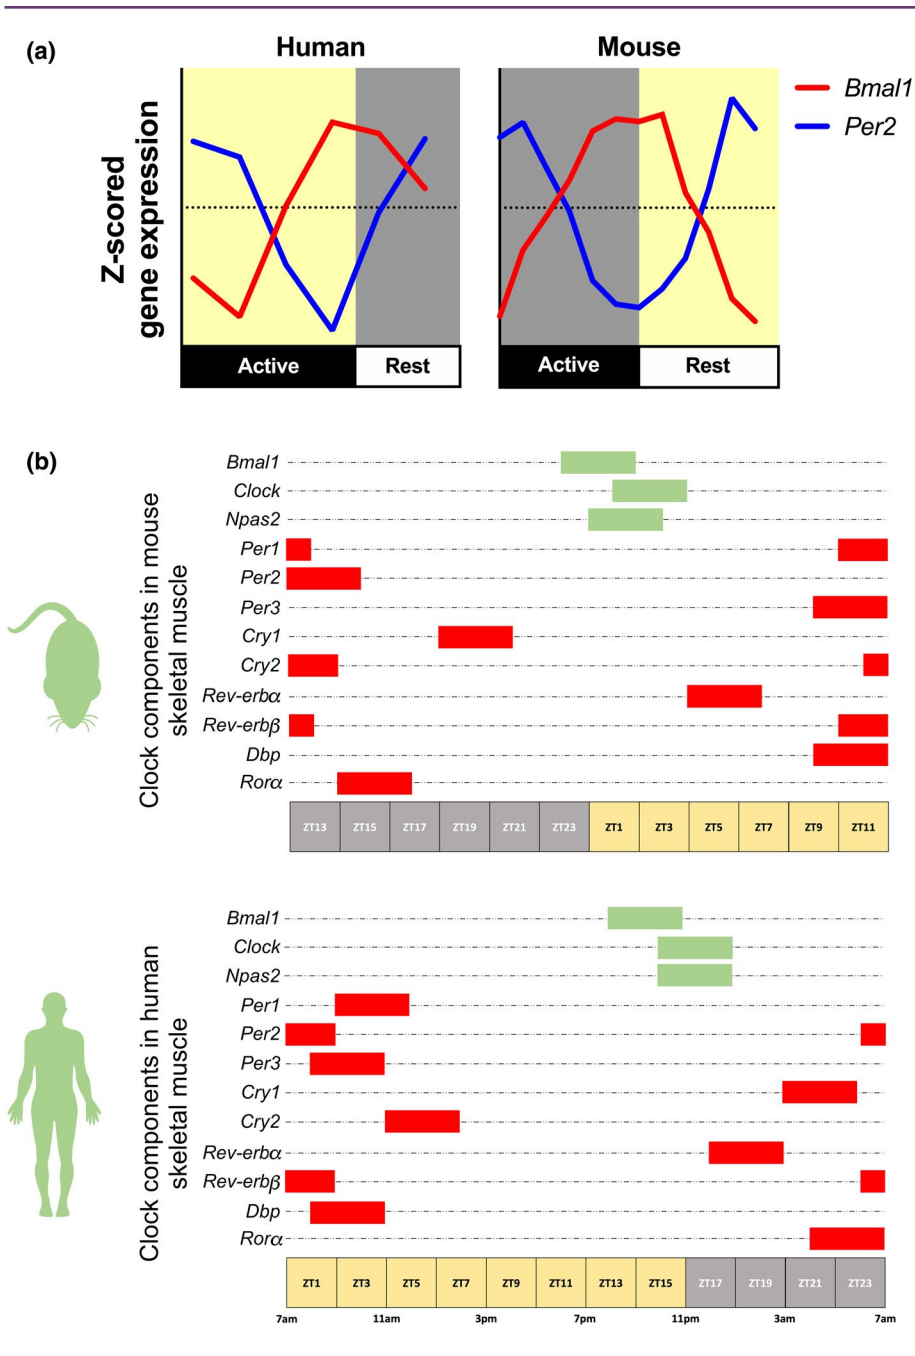 (a)
Human
Mouse
Bmal1
Per2
Z-scored
gene expression
Active
Rest
Active
Rest
(b)
Clock components in mouse
skeletal muscle
Bmal1
Clock
Npas2
Per1
Per2
Per3
Cry1
Cry2
Rev-erbα
Rev-erbβ
Dbp
Rorα
ZT13 ZT15 ZT17 ZT19 ZT21 ZT23 ZT1 ZT3 ZT5 ZT7 ZT9 ZT11
Clock components in human
skeletal muscle
Bmal1
Clock
Npas2
Per1
Per2
Per3
Cry1
Cry2
Rev-erbα
Rev-erbβ
Dbp
Rorα
ZT1 ZT3 ZT5 ZT7 ZT9 ZT11 ZT13 ZT15 ZT17 ZT19 ZT21 ZT23
7am 11am 3pm 7pm 11pm 3am 7am